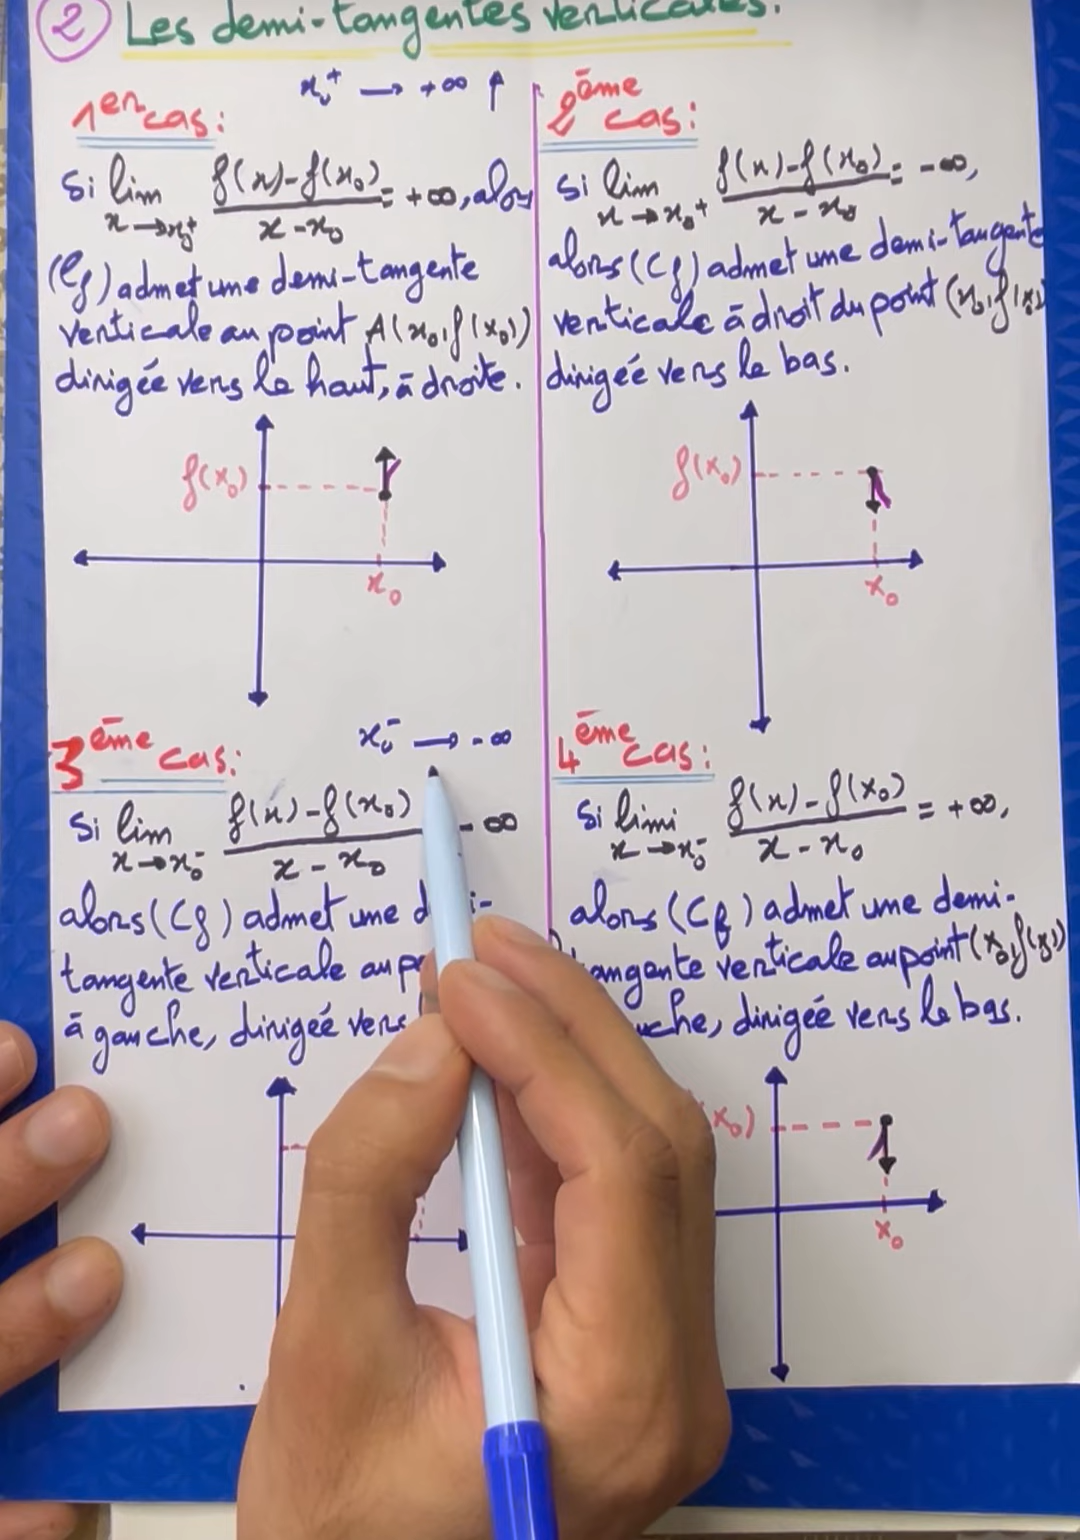 2 Les demi-tangentes verticales.
1er cas:
x₀⁺ → +∞ ↑
Si lim f(x)-f(x₀) = +∞, alors
x→x₀⁺ x-x₀
(Cf) admet une demi-tangente
verticale au point A(x₀, f(x₀))
dirigée vers le haut, à droite.
f(x₀)
x₀
2ème cas:
Si lim f(x)-f(x₀) = -∞,
x→x₀⁺ x-x₀
alors (Cf) admet une demi-tangente
verticale à droit du point (x₀, f(x₀
dirigée vers le bas.
f(x₀)
x₀
3ème cas:
x₀⁻ → -∞
Si lim f(x)-f(x₀) -∞
x→x₀⁻ x-x₀
alors (Cf) admet une
tangente verticale au
à gauche, dirigée vers
4ème cas:
Si limi f(x)-f(x₀) = +∞,
x→x₀⁻ x-x₀
alors (Cf) admet une demi-
tangente verticale au point (x₀, f(x₀))
uche, dirigée vers le bas.
x₀)
x₀